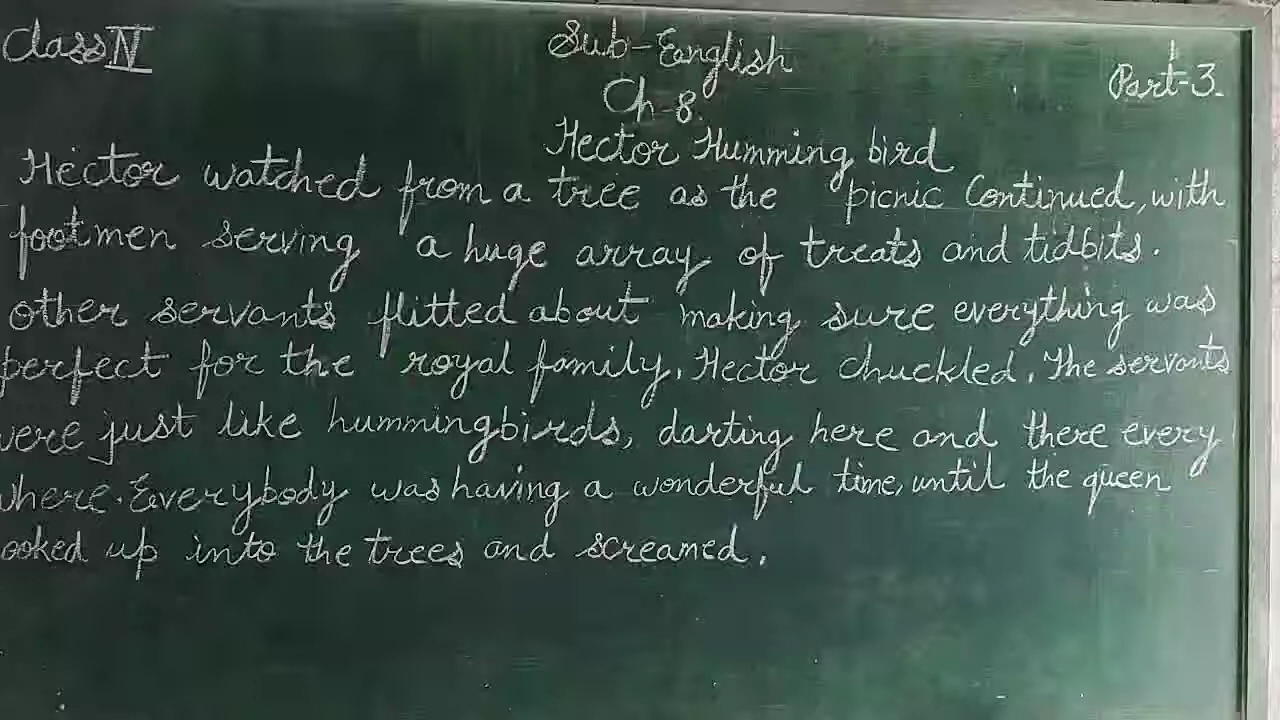 Class IV
Sub-Eenglish
Part-3.
Ch-8.
Hector Humming bird
Hector watched from a tree as the picnic Continued, with
footmen serving a huge array of treats and tidbits.
other servants flitted about making sure everything was
perfect for the royal family. Hector chuckled. The servants
were just like hummingbirds, darting here and there every
where. Everybody was having a wonderful time, until the queen
ooked up into the trees and screamed.